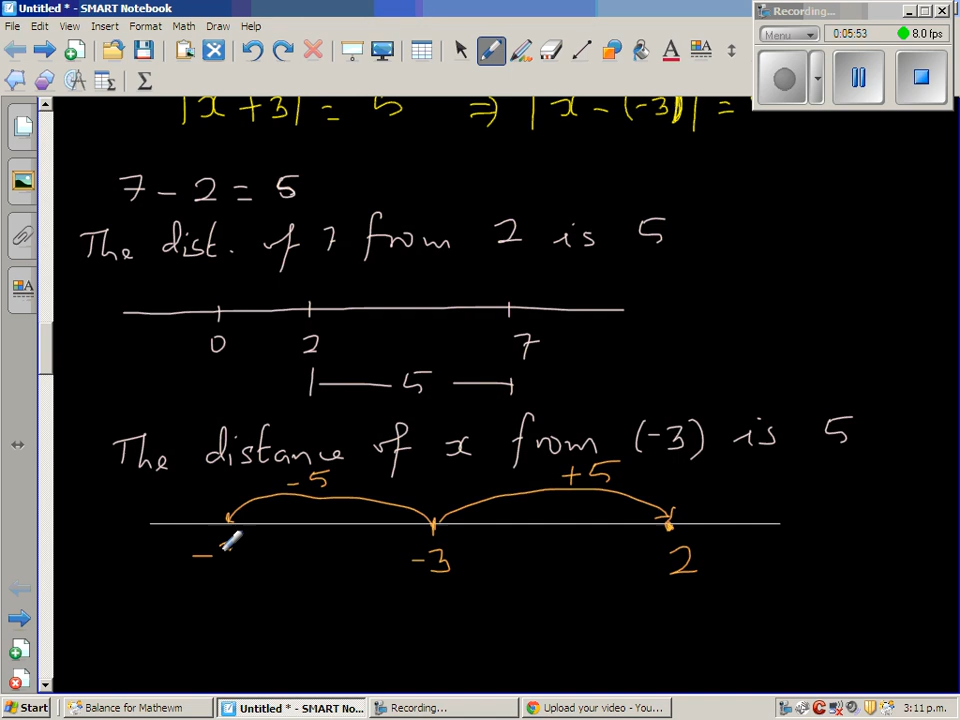 Untitled * - SMART Notebook
File Edit View Insert Format Math Draw Help
Recording...
Menu
0:05:53
8.0 fps
|x + 3| = 5 ⇒ |x - (-3)| =
7 - 2 = 5
The dist. of 7 from 2 is 5
0 2 7
5
The distance of x from (-3) is 5
-5 +5
- -3 2
Start
Balance for Mathewm
Untitled * - SMART No...
Recording...
Upload your video - You...
3:11 p.m.